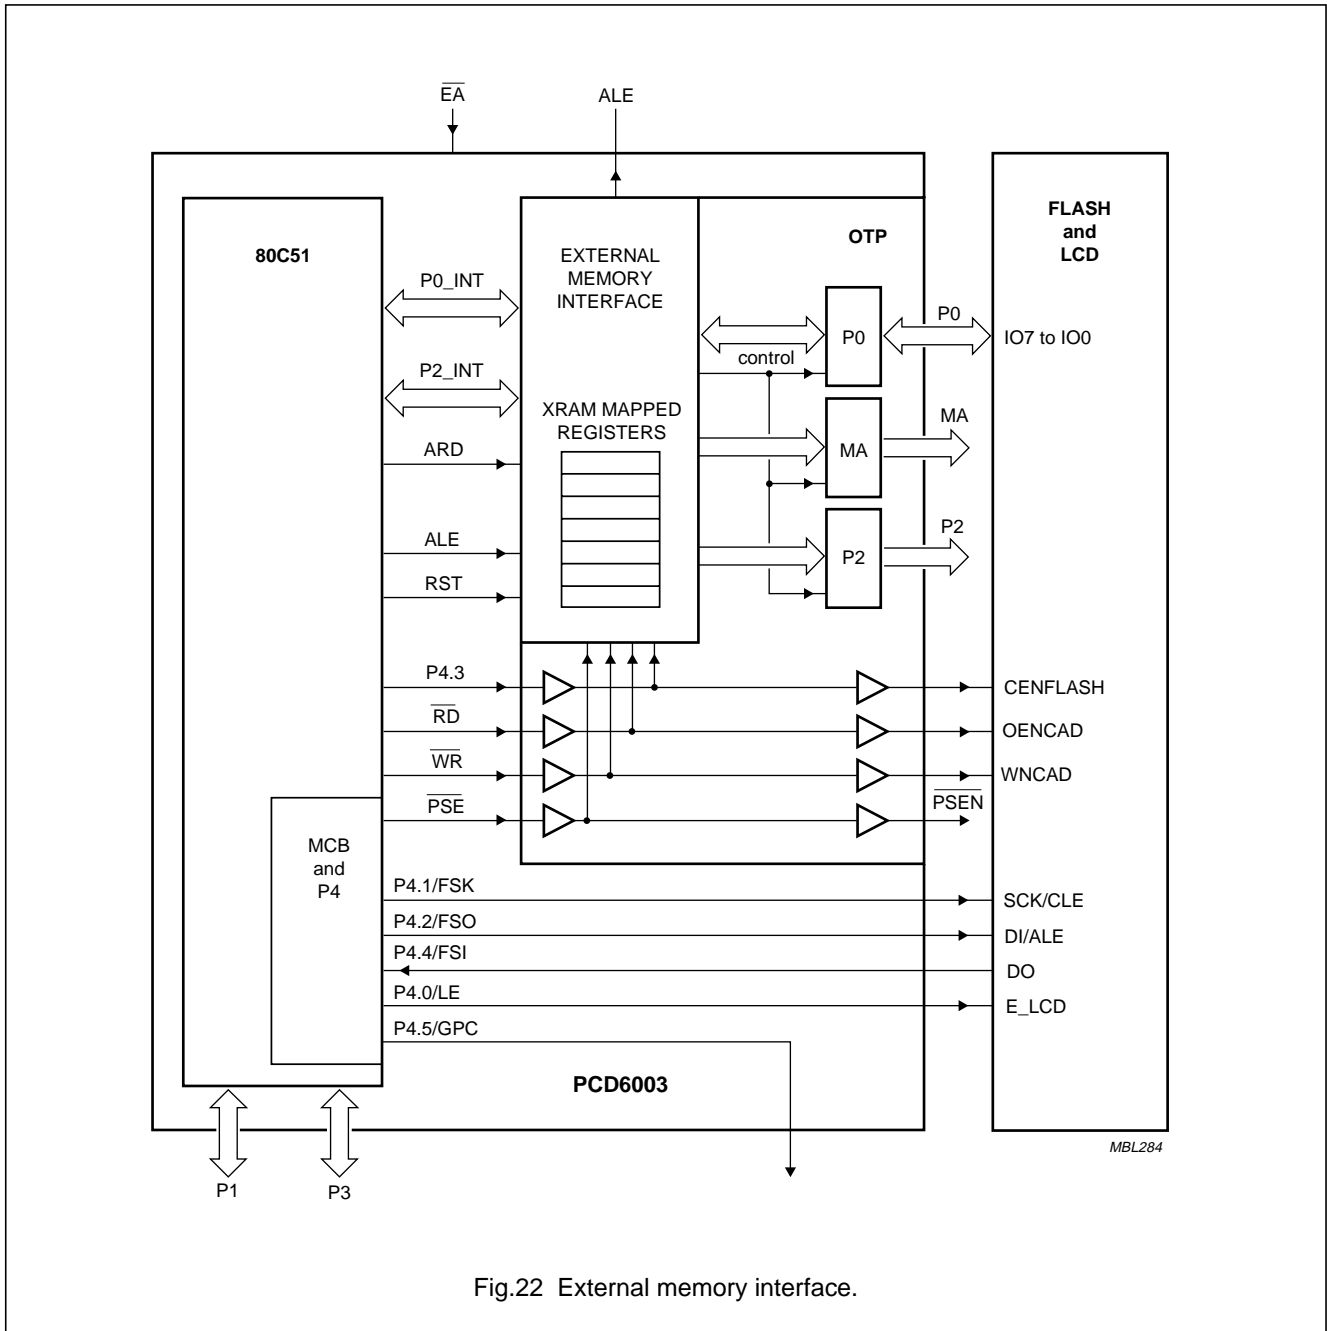 EA
ALE
80C51
EXTERNAL
MEMORY
INTERFACE
OTP
FLASH
and
LCD
P0_INT
P0
P0
IO7 to IO0
control
P2_INT
XRAM MAPPED
REGISTERS
MA
MA
ARD
P2
P2
ALE
RST
P4.3
CENFLASH
RD
OENCAD
WR
WNCAD
PSE
PSEN
MCB
and
P4
P4.1/FSK
SCK/CLE
P4.2/FSO
DI/ALE
P4.4/FSI
DO
P4.0/LE
E_LCD
P4.5/GPC
PCD6003
MBL284
P1
P3
Fig.22 External memory interface.